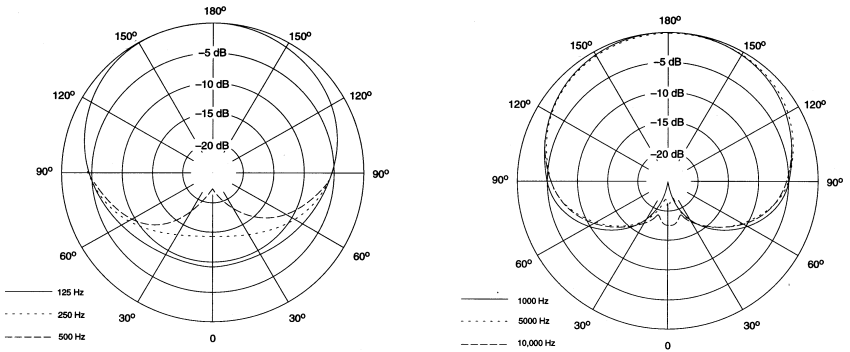 180°
150° 150°
–5 dB
–10 dB
120° 120°
–15 dB
–20 dB
90° 90°
60° 60°
30° 30°
0
125 Hz
250 Hz
500 Hz
180°
150° 150°
–5 dB
–10 dB
120° 120°
–15 dB
–20 dB
90° 90°
60° 60°
30° 30°
0
1000 Hz
5000 Hz
10,000 Hz